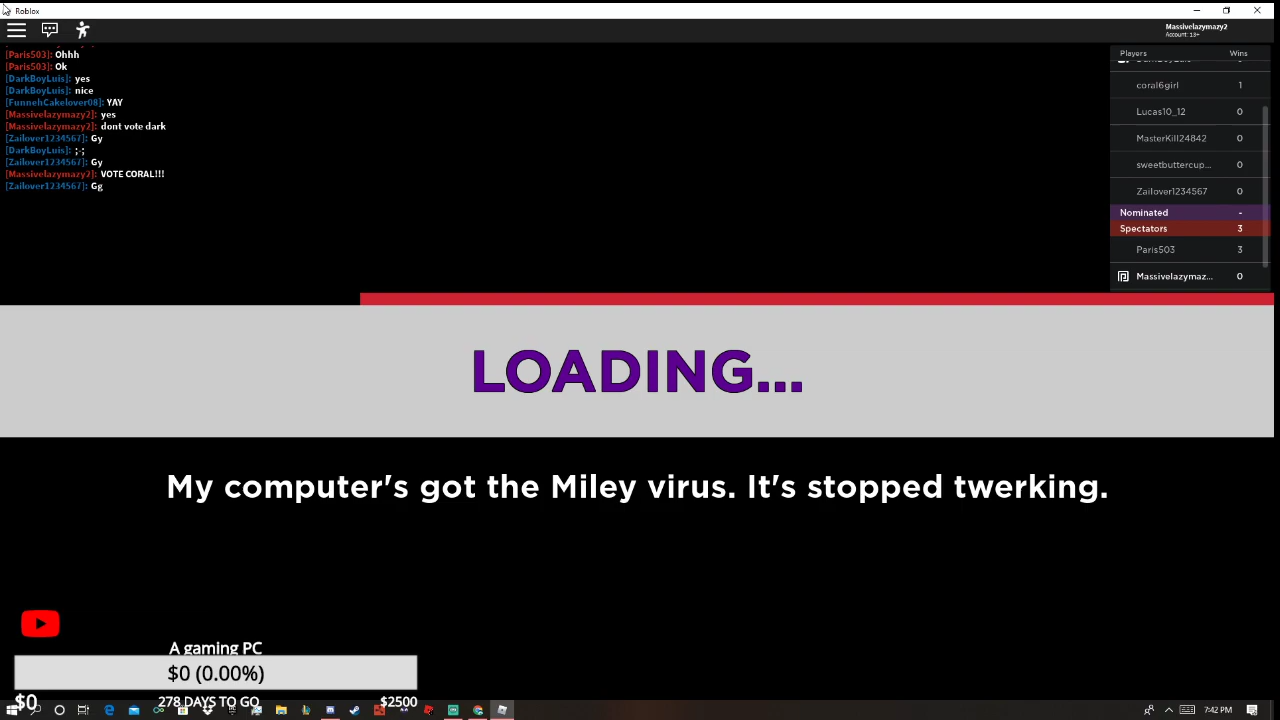 Roblox
Massivelazymazy2
Account: 13+
[Paris503]: Ohhh
[Paris503]: Ok
[DarkBoyLuis]: yes
[DarkBoyLuis]: nice
[FunnehCakelover08]: YAY
[Massivelazymazy2]: yes
[Massivelazymazy2]: dont vote dark
[Zailover1234567]: Gy
[DarkBoyLuis]: ;-;
[Zailover1234567]: Gy
[Massivelazymazy2]: VOTE CORAL!!!
[Zailover1234567]: Gg
Players Wins
coral6girl 1
Lucas10_12 0
MasterKill24842 0
sweetbuttercup... 0
Zailover1234567 0
Nominated -
Spectators 3
Paris503 3
Massivelazymaz... 0
LOADING...
My computer's got the Miley virus. It's stopped twerking.
A gaming PC
$0 (0.00%)
$0 278 DAYS TO GO $2500
7:42 PM